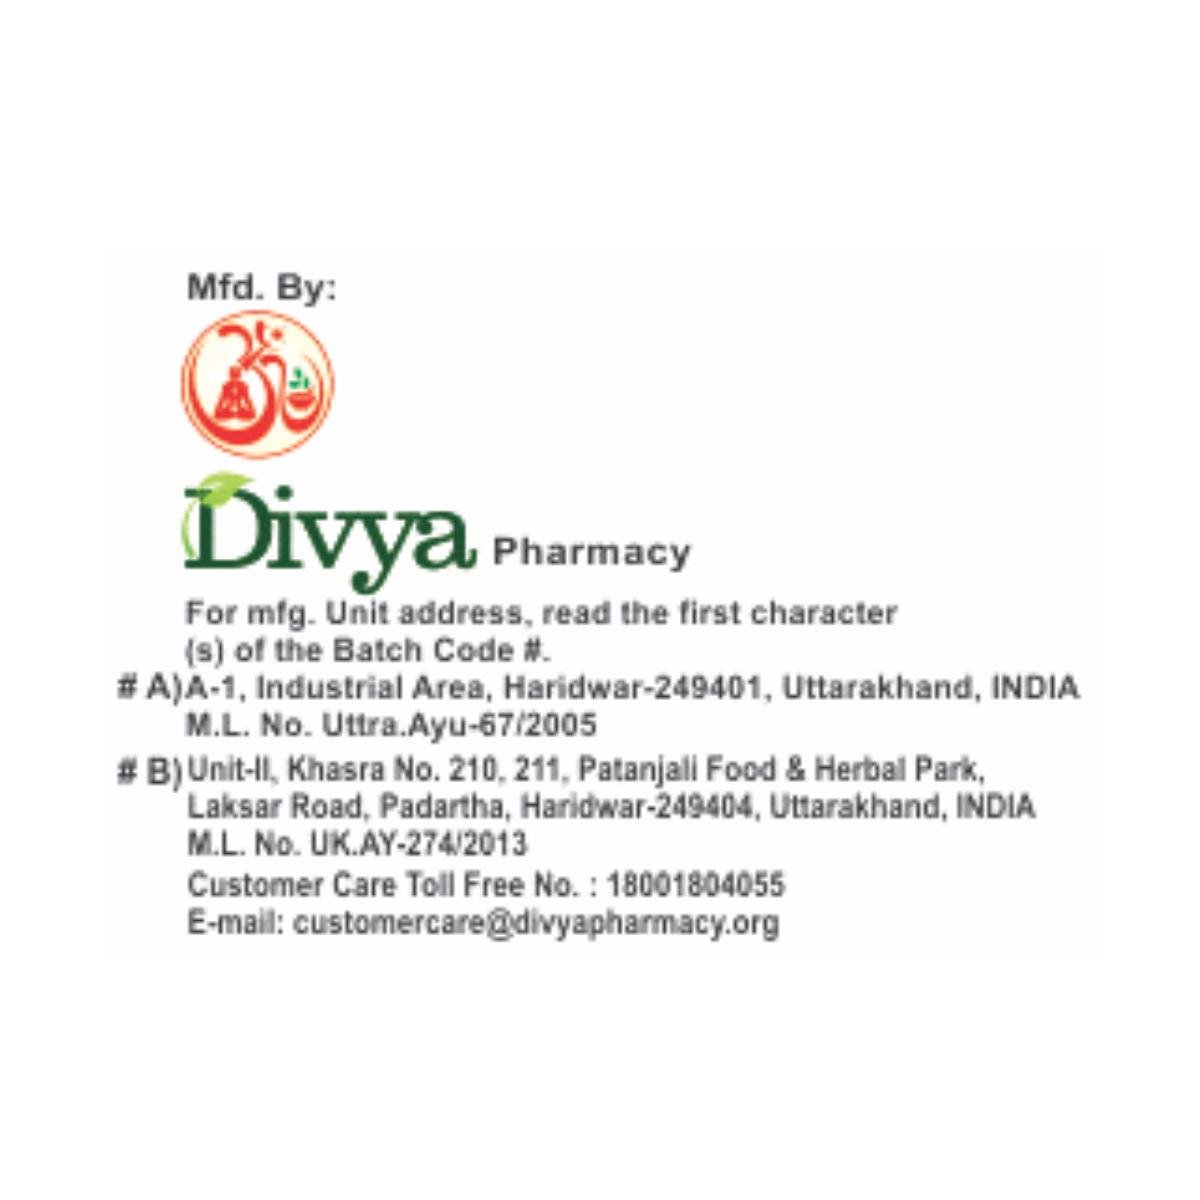 Mfd. By:
Divya Pharmacy
For mfg. Unit address, read the first character
(s) of the Batch Code #.
# A) A-1, Industrial Area, Haridwar-249401, Uttarakhand, INDIA
M.L. No. Uttra.Ayu-67/2005
# B) Unit-II, Khasra No. 210, 211, Patanjali Food & Herbal Park,
Laksar Road, Padartha, Haridwar-249404, Uttarakhand, INDIA
M.L. No. UK.AY-274/2013
Customer Care Toll Free No. : 18001804055
E-mail: customercare@divyapharmacy.org